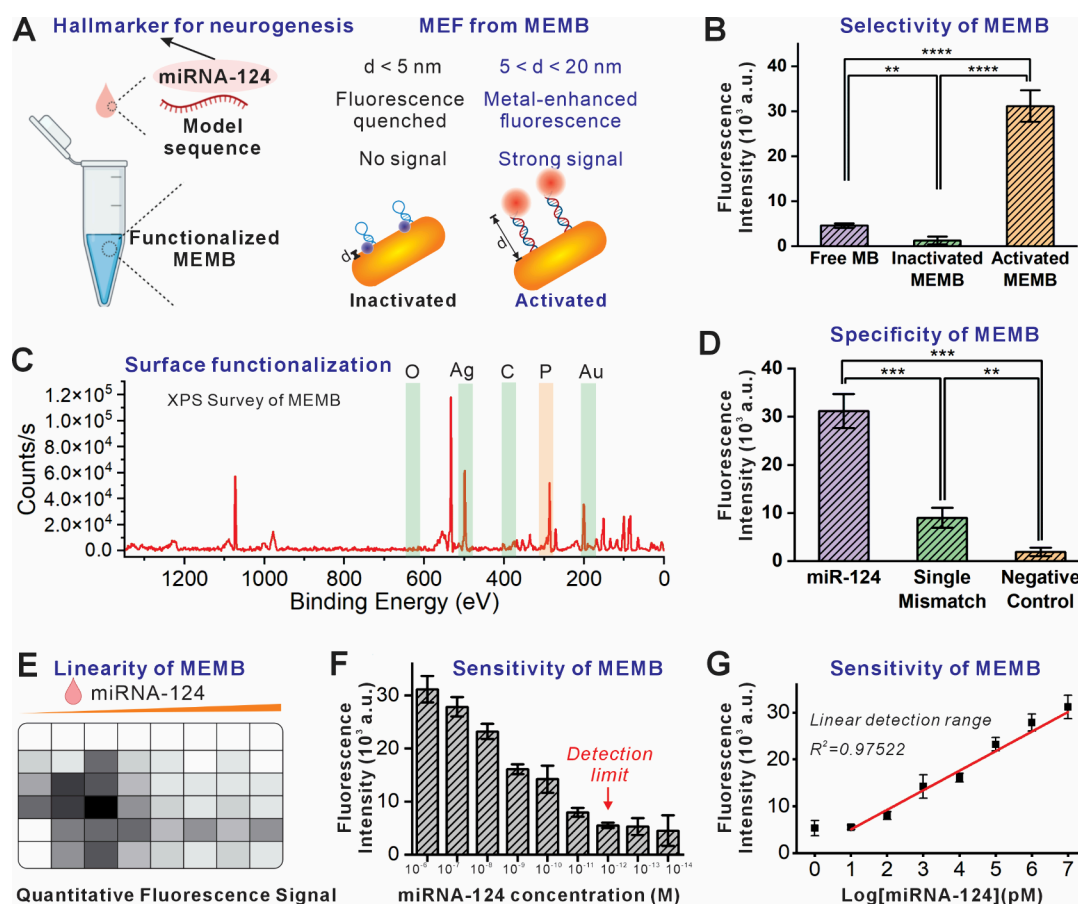 A
Hallmarker for neurogenesis
miRNA-124
Model
sequence
Functionalized
MEMB
MEF from MEMB
d < 5 nm
5 < d < 20 nm
Fluorescence
quenched
Metal-enhanced
fluorescence
No signal
Strong signal
d
d
Inactivated
Activated
B
Selectivity of MEMB
Fluorescence
Intensity (10³ a.u.)
40
30
20
10
0
****
**
****
Free MB
Inactivated
MEMB
Activated
MEMB
C
Surface functionalization
O
Ag
C
P
Au
XPS Survey of MEMB
Counts/s
1.2×10⁵
1.0×10⁵
8.0×10⁴
6.0×10⁴
4.0×10⁴
2.0×10⁴
0.0
1200
1000
800
600
400
200
0
Binding Energy (eV)
D
Specificity of MEMB
Fluorescence
Intensity (10³ a.u.)
40
30
20
10
0
***
***
**
miR-124
Single
Mismatch
Negative
Control
E
Linearity of MEMB
miRNA-124
Quantitative Fluorescence Signal
F
Sensitivity of MEMB
Fluorescence
Intensity (10³ a.u.)
30
20
10
0
Detection
limit
10⁻⁶
10⁻⁷
10⁻⁸
10⁻⁹
10⁻¹⁰
10⁻¹¹
10⁻¹²
10⁻¹³
10⁻¹⁴
miRNA-124 concentration (M)
G
Sensitivity of MEMB
Fluorescence
Intensity (10³ a.u.)
30
20
10
0
Linear detection range
R²=0.97522
0
1
2
3
4
5
6
7
Log[miRNA-124](pM)